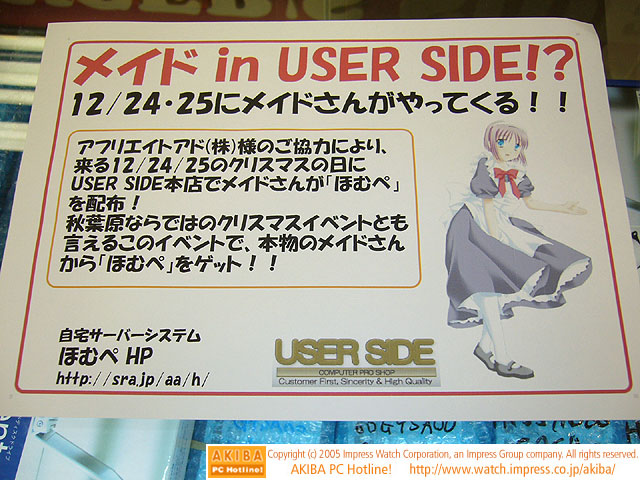 メイド in USER SIDE!?
12/24・25にメイドさんがやってくる！！
アフリエイトアド(株)様のご協力により、
来る12/24/25のクリスマスの日に
USER SIDE本店でメイドさんが「ほむぺ」
を配布！
秋葉原ならではのクリスマスイベントとも
言えるこのイベントで、本物のメイドさん
から「ほむぺ」をゲット！！
自宅サーバーシステム
ほむペ HP
http://sra.jp/aa/h/
USER SIDE
COMPUTER PRO SHOP
Customer First, Sincerity & High Quality
AKIBA
PC Hotline!
Copyright (c) 2005 Impress Watch Corporation, an Impress Group company. All rights reserved.
AKIBA PC Hotline! http://www.watch.impress.co.jp/akiba/